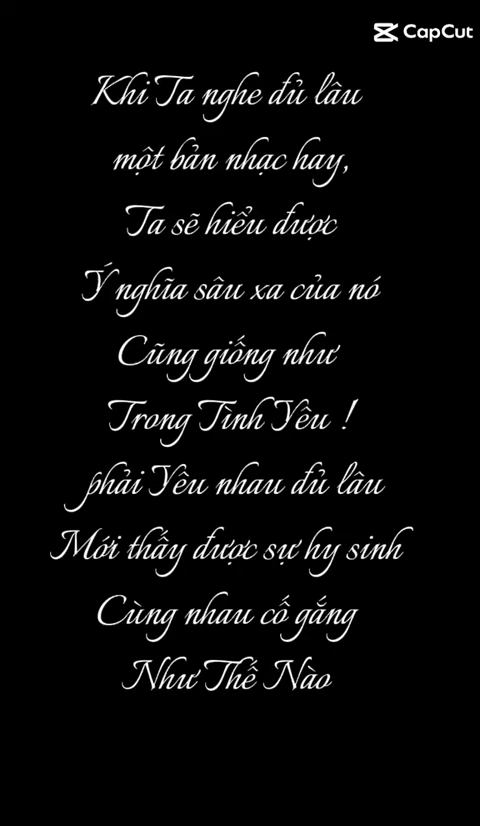 CapCut
Khi Ta nghe đủ lâu
một bản nhạc hay,
Ta sẽ hiểu được
Ý nghĩa sâu xa của nó
Cũng giống như
Trong Tình Yêu !
phải Yêu nhau đủ lâu
Mới thấy được sự hy sinh
Cùng nhau cố gắng
Như Thế Nào